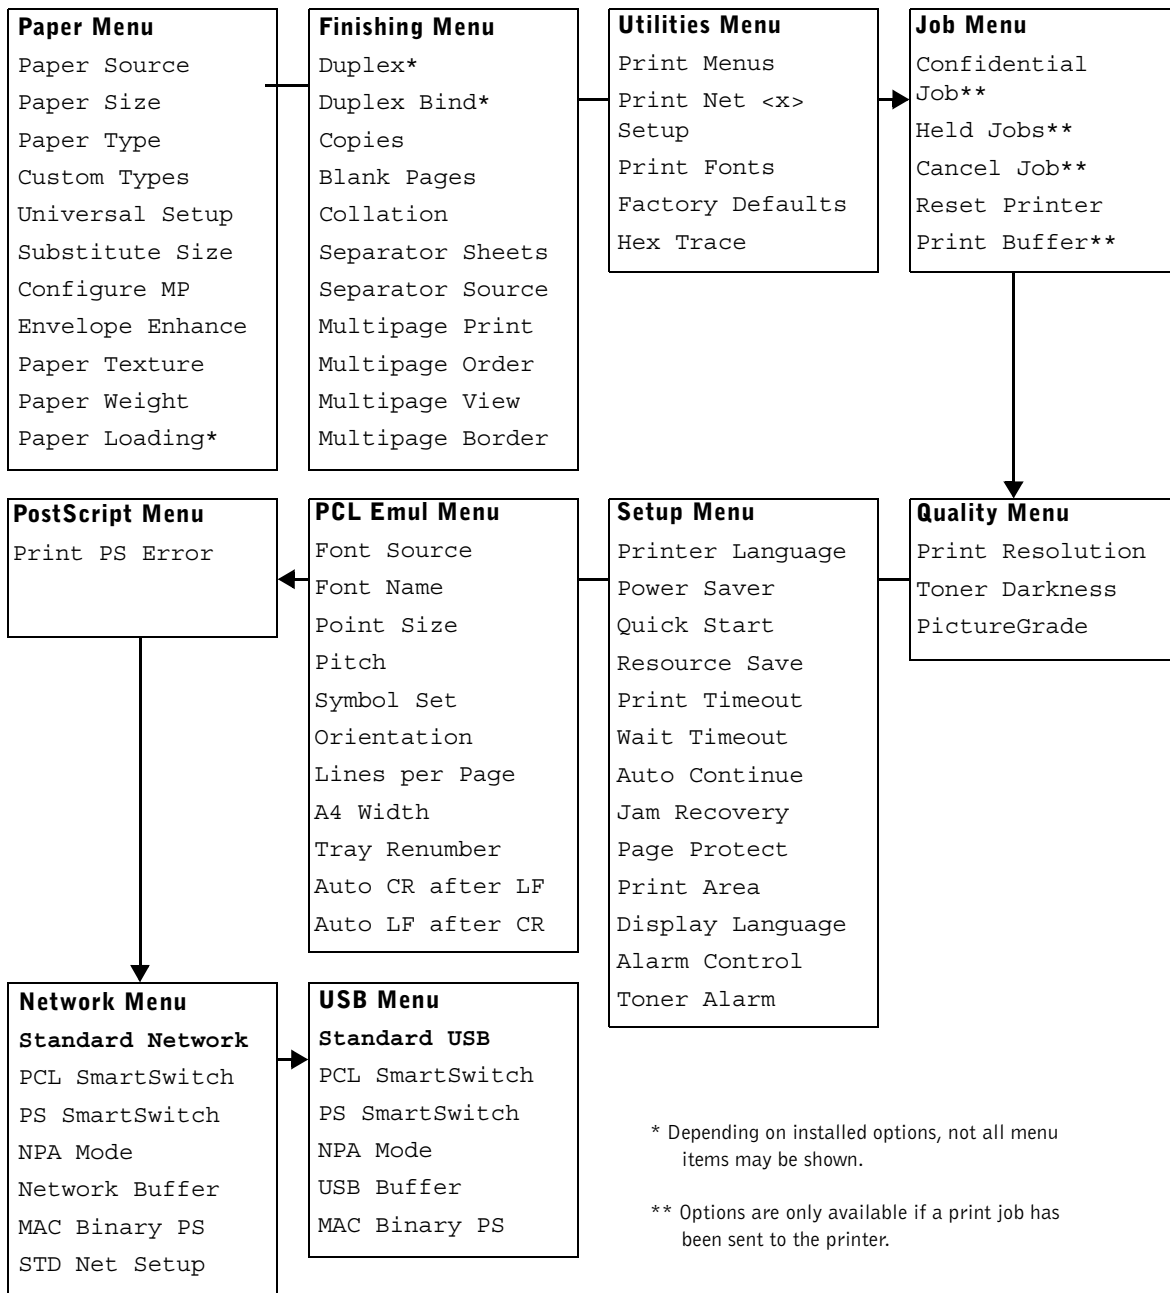 Paper Menu
Paper Source
Paper Size
Paper Type
Custom Types
Universal Setup
Substitute Size
Configure MP
Envelope Enhance
Paper Texture
Paper Weight
Paper Loading*
Finishing Menu
Duplex*
Duplex Bind*
Copies
Blank Pages
Collation
Separator Sheets
Separator Source
Multipage Print
Multipage Order
Multipage View
Multipage Border
Utilities Menu
Print Menus
Print Net <x>
Setup
Print Fonts
Factory Defaults
Hex Trace
Job Menu
Confidential
Job**
Held Jobs**
Cancel Job**
Reset Printer
Print Buffer**
PostScript Menu
Print PS Error
PCL Emul Menu
Font Source
Font Name
Point Size
Pitch
Symbol Set
Orientation
Lines per Page
A4 Width
Tray Renumber
Auto CR after LF
Auto LF after CR
Setup Menu
Printer Language
Power Saver
Quick Start
Resource Save
Print Timeout
Wait Timeout
Auto Continue
Jam Recovery
Page Protect
Print Area
Display Language
Alarm Control
Toner Alarm
Quality Menu
Print Resolution
Toner Darkness
PictureGrade
Network Menu
Standard Network
PCL SmartSwitch
PS SmartSwitch
NPA Mode
Network Buffer
MAC Binary PS
STD Net Setup
USB Menu
Standard USB
PCL SmartSwitch
PS SmartSwitch
NPA Mode
USB Buffer
MAC Binary PS
* Depending on installed options, not all menu
items may be shown.
** Options are only available if a print job has
been sent to the printer.